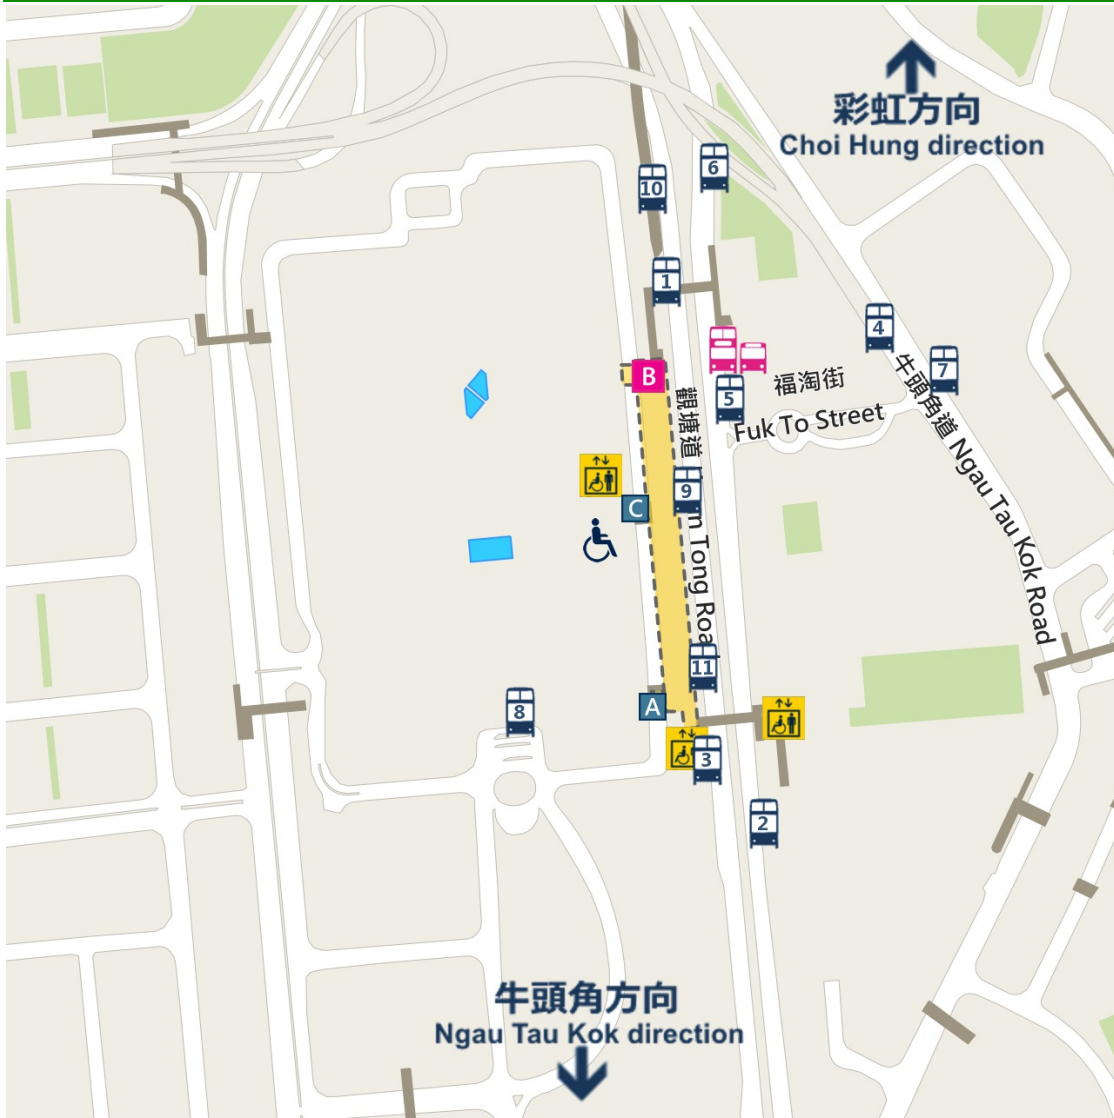 彩虹方向
Choi Hung direction
6
10
1
4
7
B
5
福淘街
Fuk To Street
觀塘道
牛頭角道 Ngau Tau Kok Road
9
C
Tong Road
11
A
8
3
2
牛頭角方向
Ngau Tau Kok direction